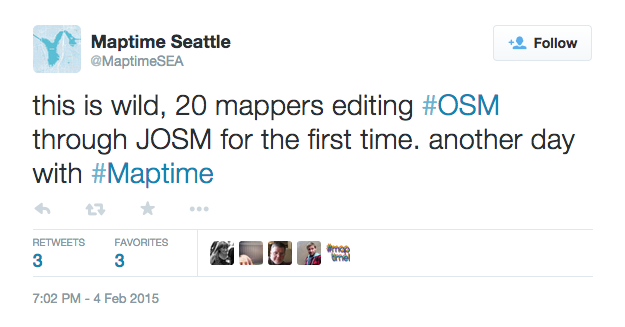 Maptime Seattle
@MaptimeSEA
Follow
this is wild, 20 mappers editing #OSM
through JOSM for the first time. another day
with #Maptime
RETWEETS FAVORITES
3 3
#map
time!
7:02 PM - 4 Feb 2015